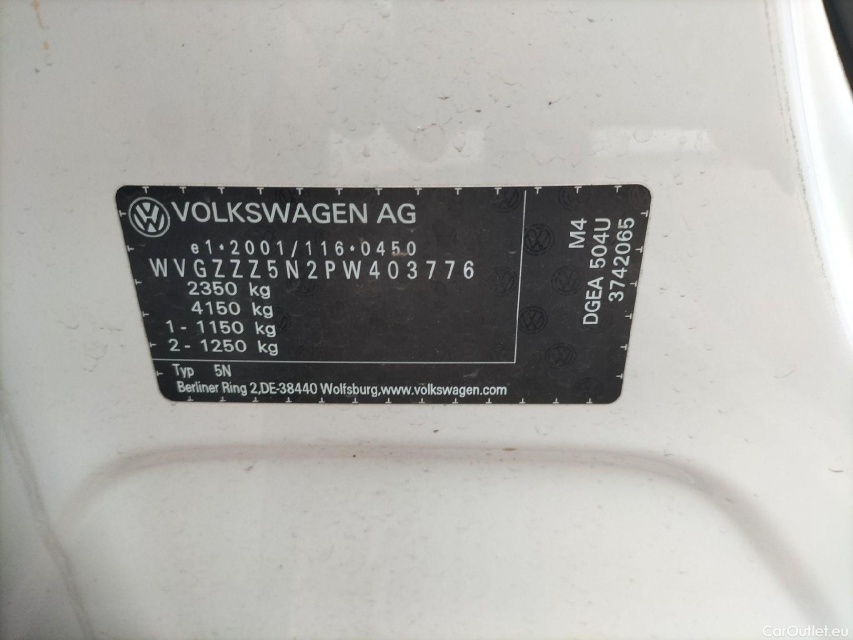 VOLKSWAGEN AG
e1•2001/116•0450
WVGZZZ5N2PW403776
2350 kg
4150 kg
1 - 1150 kg
2 - 1250 kg
Typ 5N
Berliner Ring 2,DE-38440 Wolfsburg,www.volkswagen.com
M4
DGEA 504U
3742065
CarOutlet.eu